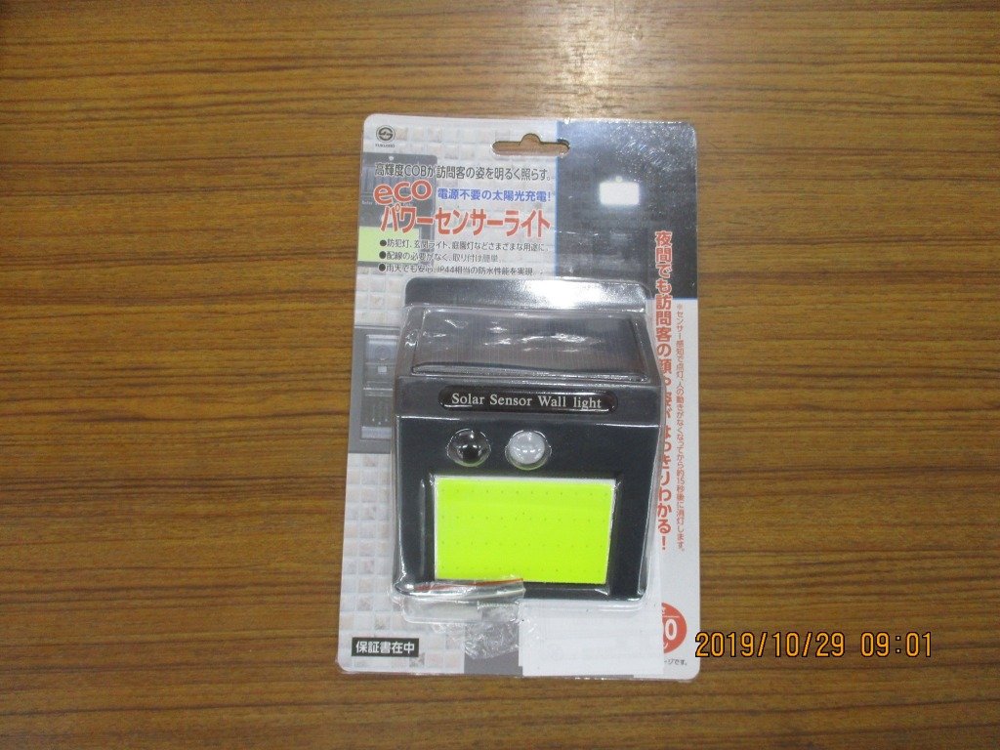 FUKUSHO
高輝度COBが訪問客の姿を明るく照らす。
eco 電源不要の太陽光充電!
パワーセンサーライト
●防犯灯、玄関ライト、庭園灯などさまざまな用途に。
●配線の必要がなく、取り付け簡単。
●雨天でも安心、IP44相当の防水性能を実現。
夜間でも訪問客の顔や姿がはっきりわかる!
※センサー感知で点灯、人の動きがなくなってから約15秒後に消灯します。
Solar Sensor Wall light
保証書在中
2019/10/29 09:01